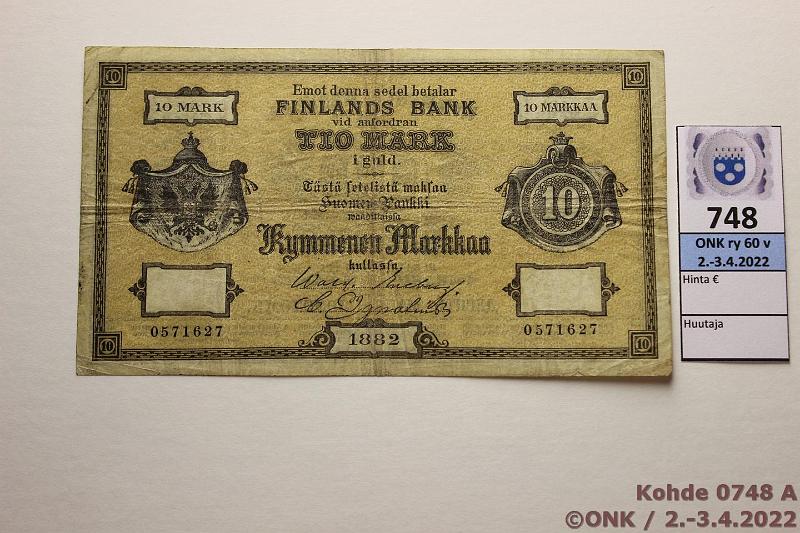 10
10
Emot denna sedel betalar
10 MARK
FINLANDS BANK
10 MARKKAA
vid anfordran
TIO MARK
i guld.
Tästä setelistä maksaa
Suomen Pankki
waadittaissa
10
Kymmenen Markkaa
kullassa
0571627
0571627
1882
10
10
748
ONK ry 60 v
2.-3.4.2022
Hinta €
Huutaja
Kohde 0748 A
©ONK / 2.-3.4.2022